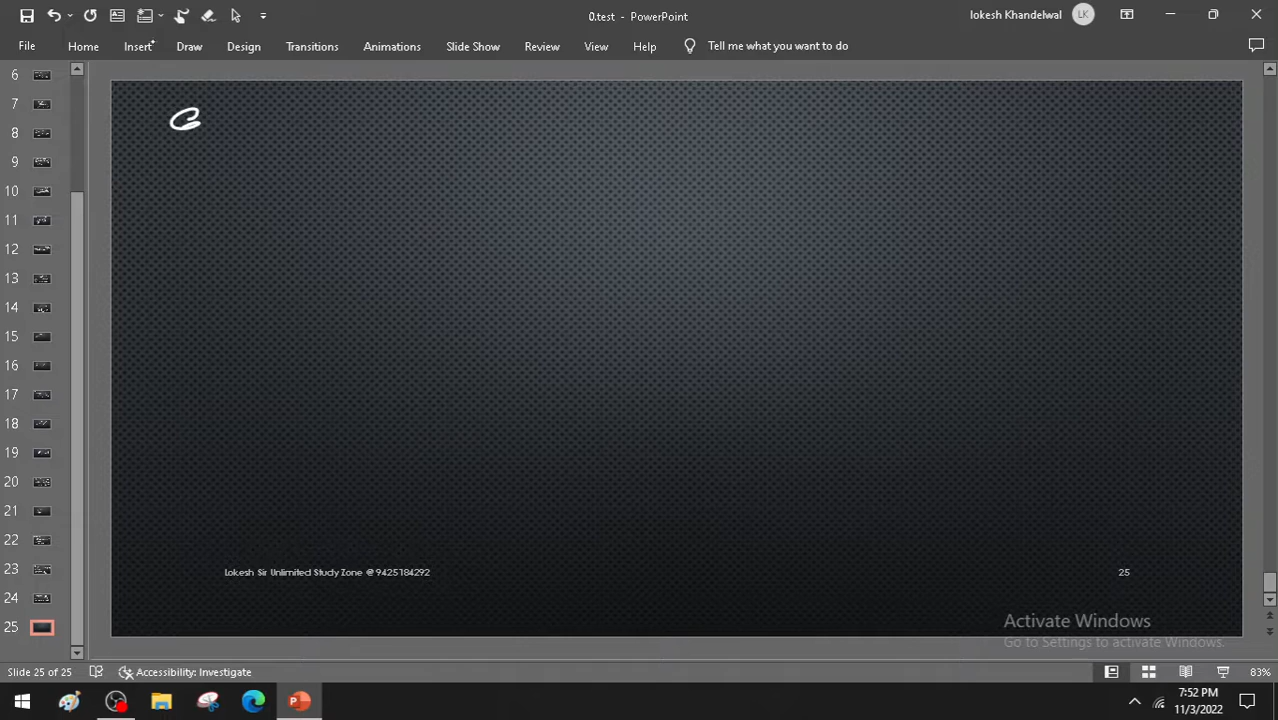 0.test - PowerPoint
lokesh Khandelwal LK
File Home Insert Draw Design Transitions Animations Slide Show Review View Help Tell me what you want to do
6
7
8
9
10
11
12
13
14
15
16
17
18
19
20
21
22
23
24
25
Lokesh Sir Unlimited Study Zone @ 9425184292
25
Activate Windows
Go to Settings to activate Windows.
Slide 25 of 25
Accessibility: Investigate
83%
7:52 PM
11/3/2022